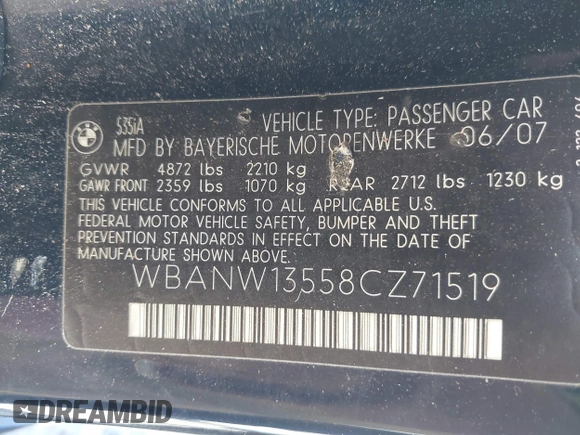 BMW
535iA
VEHICLE TYPE: PASSENGER CAR
MFD BY BAYERISCHE MOTORENWERKE 06/07
GVWR 4872 lbs 2210 kg
GAWR FRONT 2359 lbs 1070 kg REAR 2712 lbs 1230 kg
THIS VEHICLE CONFORMS TO ALL APPLICABLE U.S.
FEDERAL MOTOR VEHICLE SAFETY, BUMPER AND THEFT
PREVENTION STANDARDS IN EFFECT ON THE DATE OF
MANUFACTURE SHOWN ABOVE.
WBANW13558CZ71519
DREAMBID